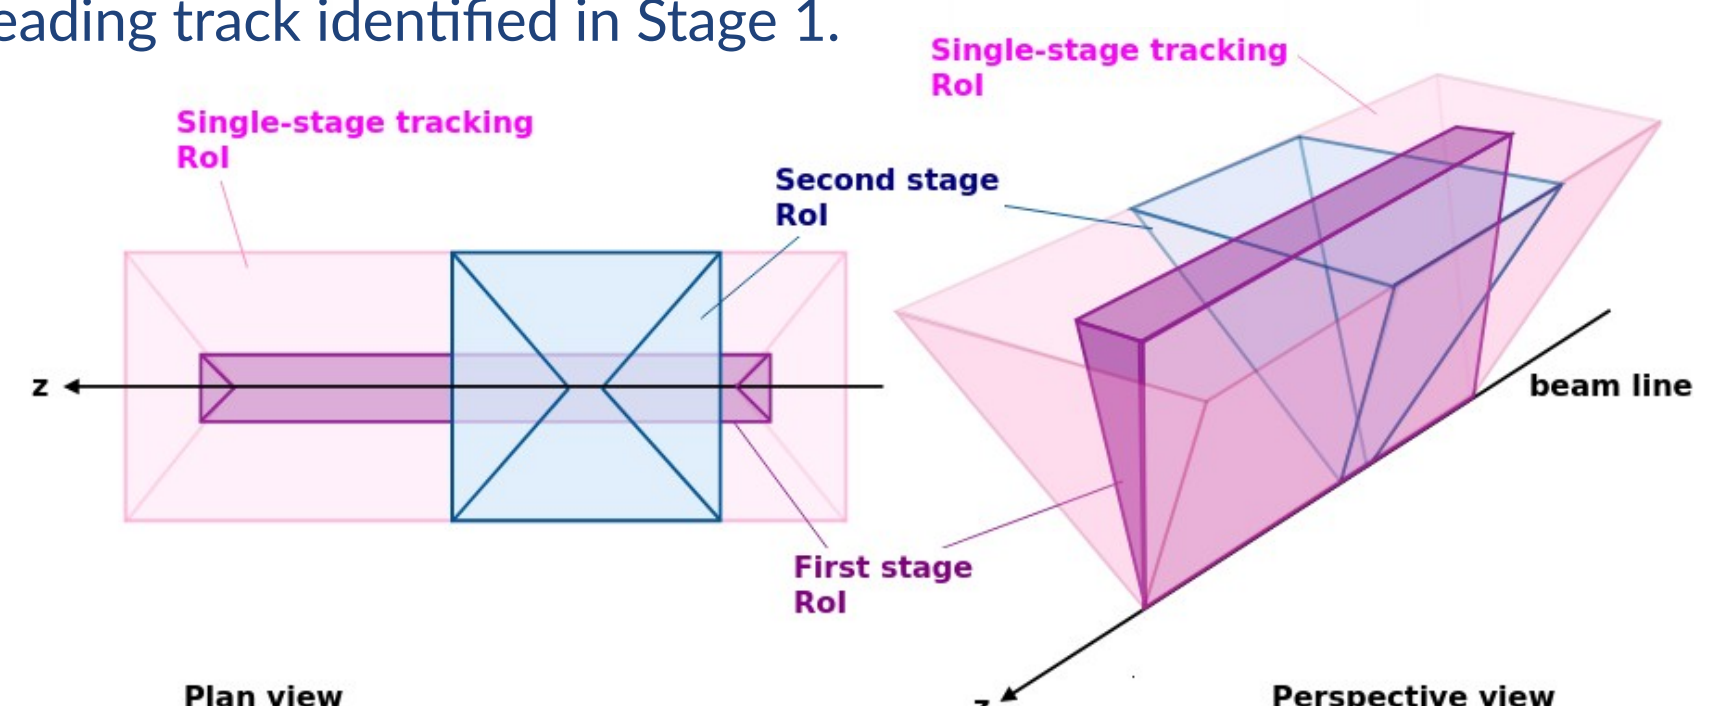 eading track identified in Stage 1.
Single-stage tracking
RoI
Single-stage tracking
RoI
Second stage
RoI
z
beam line
First stage
RoI
z
Plan view
Perspective view